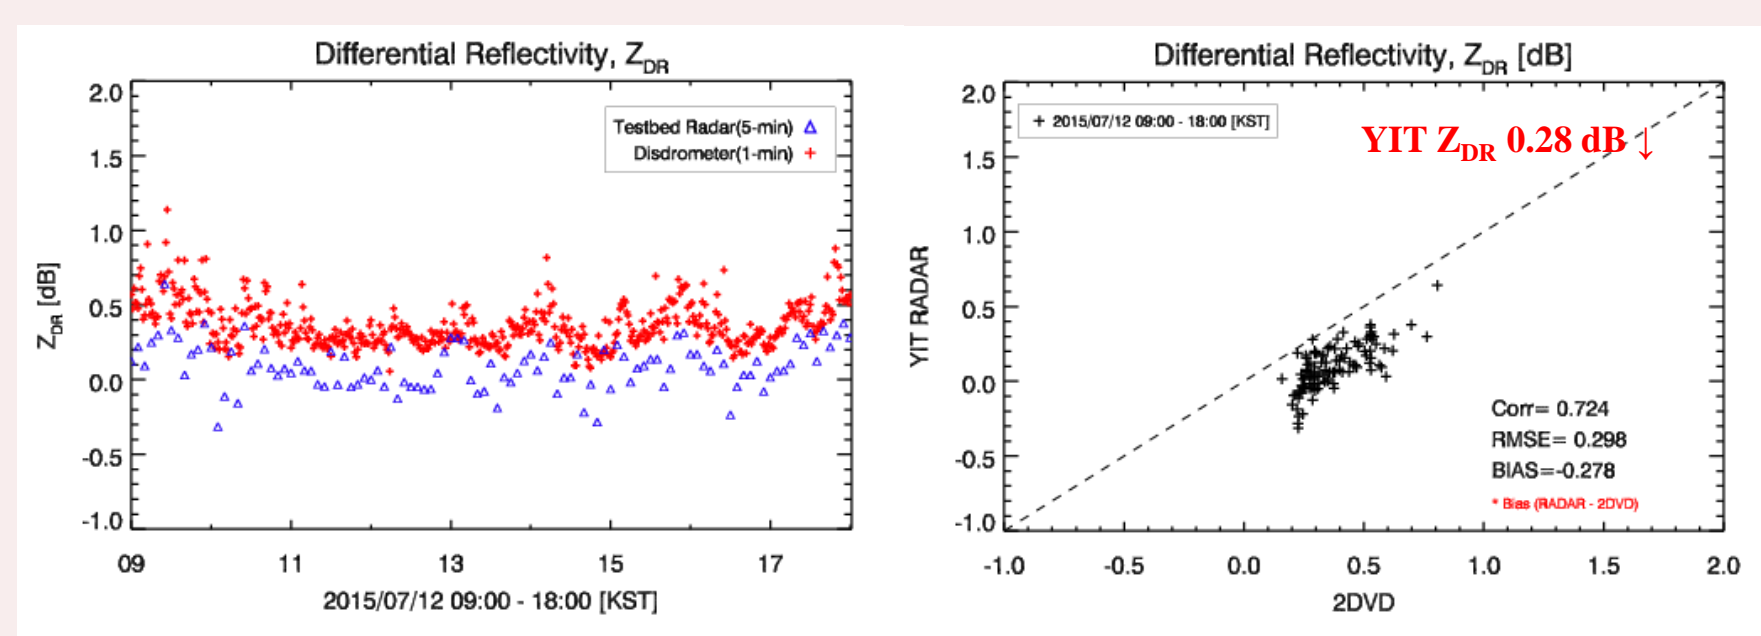 Differential Reflectivity, Z_DR
Z_DR [dB]
2.0
1.5
1.0
0.5
0.0
-0.5
-1.0
Testbed Radar(5-min)
Disdrometer(1-min)
09 11 13 15 17
2015/07/12 09:00 - 18:00 [KST]
Differential Reflectivity, Z_DR [dB]
YIT RADAR
2.0
1.5
1.0
0.5
0.0
-0.5
-1.0
2015/07/12 09:00 - 18:00 [KST]
YIT Z_DR 0.28 dB ↓
Corr= 0.724
RMSE= 0.298
BIAS=-0.278
* Bias (RADAR - 2DVD)
-1.0 -0.5 0.0 0.5 1.0 1.5 2.0
2DVD